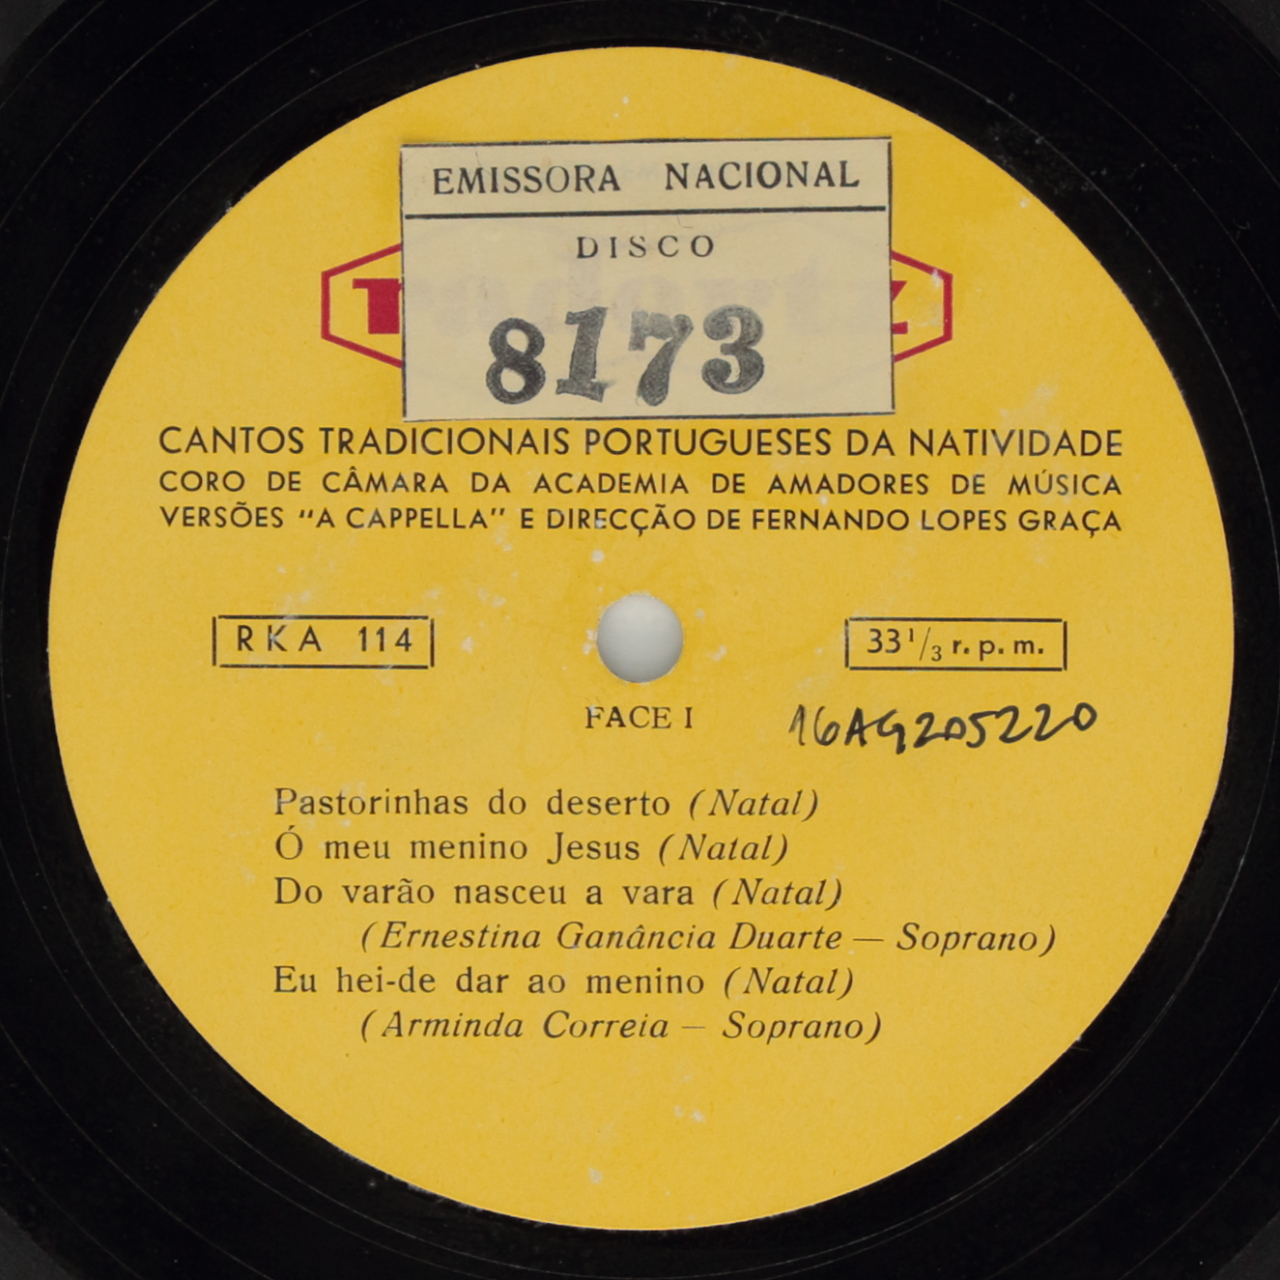 EMISSORA NACIONAL
DISCO
8173
CANTOS TRADICIONAIS PORTUGUESES DA NATIVIDADE
CORO DE CÂMARA DA ACADEMIA DE AMADORES DE MÚSICA
VERSÕES "A CAPPELLA" E DIRECÇÃO DE FERNANDO LOPES GRAÇA
RKA 114
33 1/3 r. p. m.
FACE I
16AG205220
Pastorinhas do deserto (Natal)
Ó meu menino Jesus (Natal)
Do varão nasceu a vara (Natal)
(Ernestina Ganância Duarte — Soprano)
Eu hei-de dar ao menino (Natal)
(Arminda Correia — Soprano)